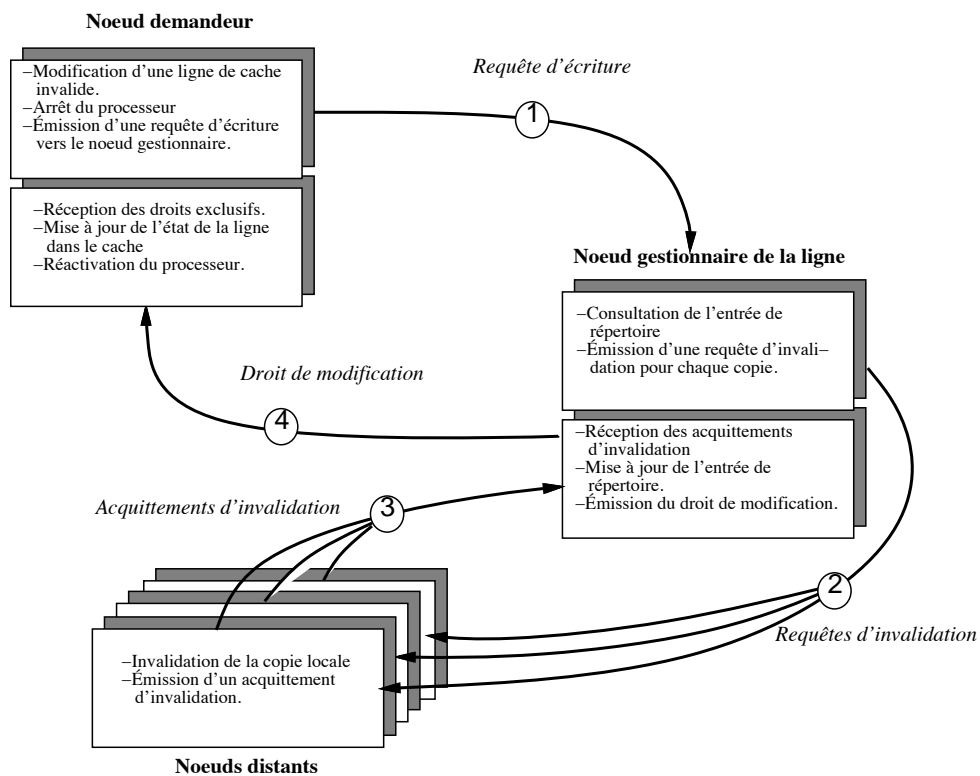 Noeud demandeur
–Modification d'une ligne de cache
invalide.
–Arrêt du processeur
–Émission d'une requête d'écriture
vers le noeud gestionnaire.
–Réception des droits exclusifs.
–Mise à jour de l'état de la ligne
dans le cache
–Réactivation du processeur.
Requête d'écriture
1
Noeud gestionnaire de la ligne
–Consultation de l'entrée de
répertoire
–Émission d'une requête d'invali–
dation pour chaque copie.
–Réception des acquittements
d'invalidation
–Mise à jour de l'entrée de
répertoire.
–Émission du droit de modification.
Droit de modification
4
Acquittements d'invalidation
3
2
Requêtes d'invalidation
–Invalidation de la copie locale
–Émission d'un acquittement
d'invalidation.
Noeuds distants